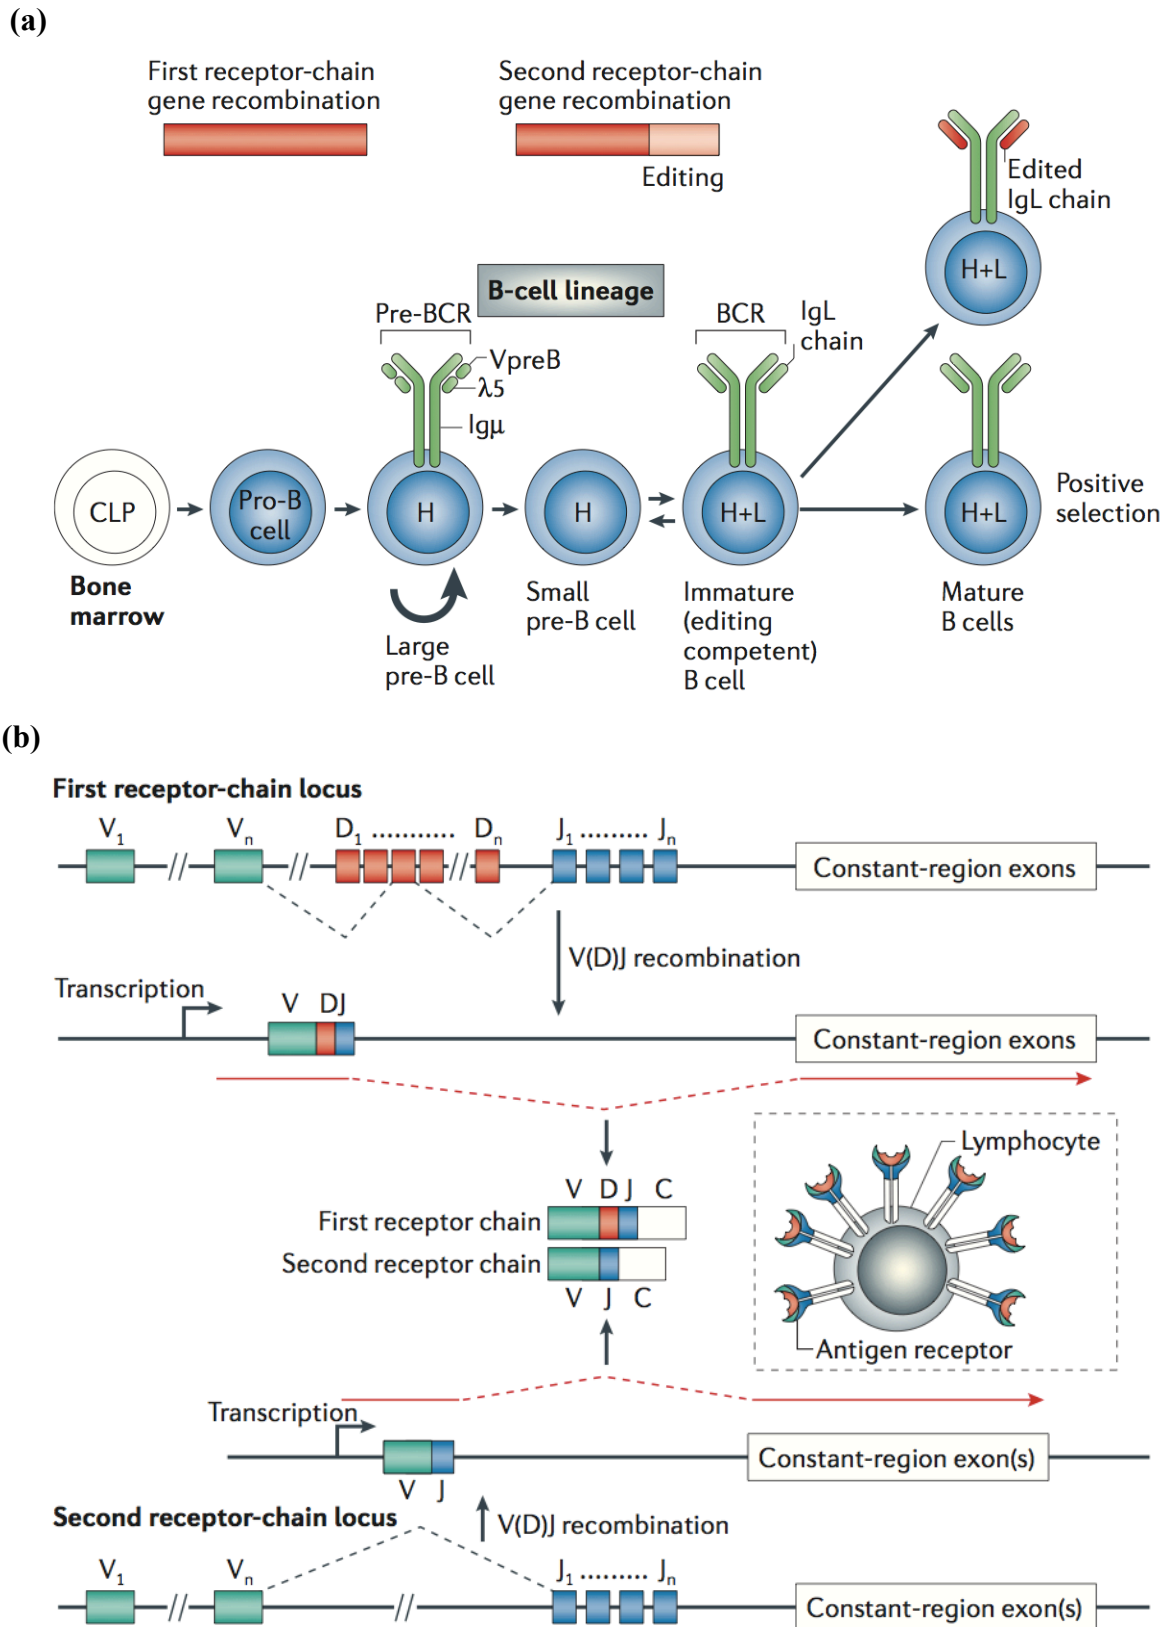 (a)
First receptor-chain
gene recombination
Second receptor-chain
gene recombination
Editing
Edited
IgL chain
H+L
B-cell lineage
Pre-BCR
VpreB
λ5
Igμ
BCR
IgL
chain
CLP
Pro-B
cell
H
H
H+L
H+L
Positive
selection
Bone
marrow
Large
pre-B cell
Small
pre-B cell
Immature
(editing
competent)
B cell
Mature
B cells
(b)
First receptor-chain locus
V1 Vn D1 ........... Dn J1 ......... Jn
Constant-region exons
V(D)J recombination
Transcription
V DJ
Constant-region exons
V D J C
First receptor chain
Second receptor chain
V J C
Lymphocyte
Antigen receptor
Transcription
Constant-region exon(s)
V J
Second receptor-chain locus
V(D)J recombination
V1 Vn J1 ......... Jn
Constant-region exon(s)